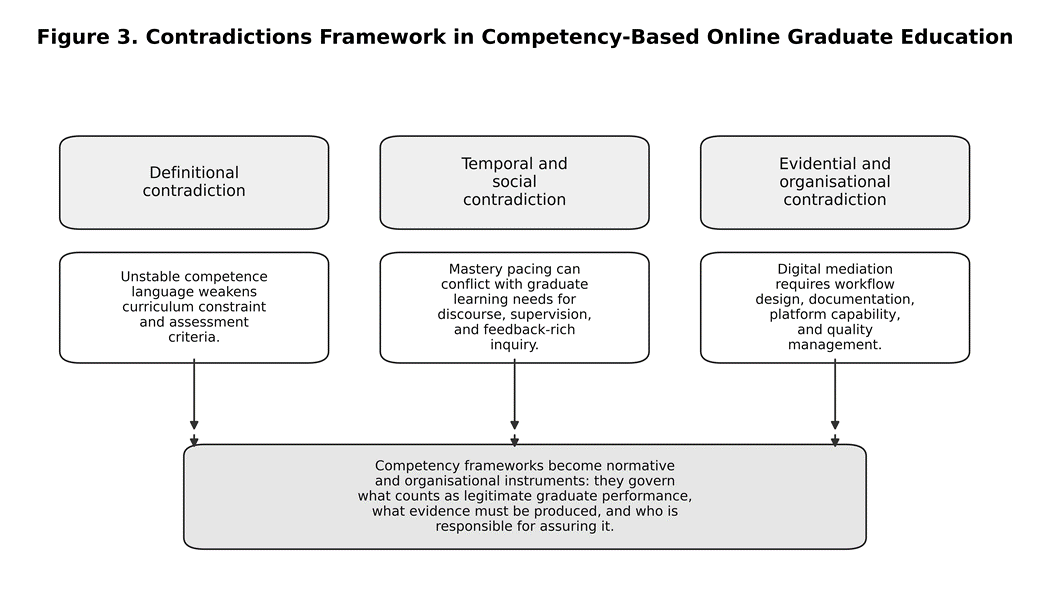 Figure 3. Contradictions Framework in Competency-Based Online Graduate Education
Definitional
contradiction
Temporal and
social
contradiction
Evidential and
organisational
contradiction
Unstable competence
language weakens
curriculum constraint
and assessment
criteria.
Mastery pacing can
conflict with graduate
learning needs for
discourse, supervision,
and feedback-rich
inquiry.
Digital mediation
requires workflow
design, documentation,
platform capability,
and quality
management.
Competency frameworks become normative
and organisational instruments: they govern
what counts as legitimate graduate performance,
what evidence must be produced, and who is
responsible for assuring it.